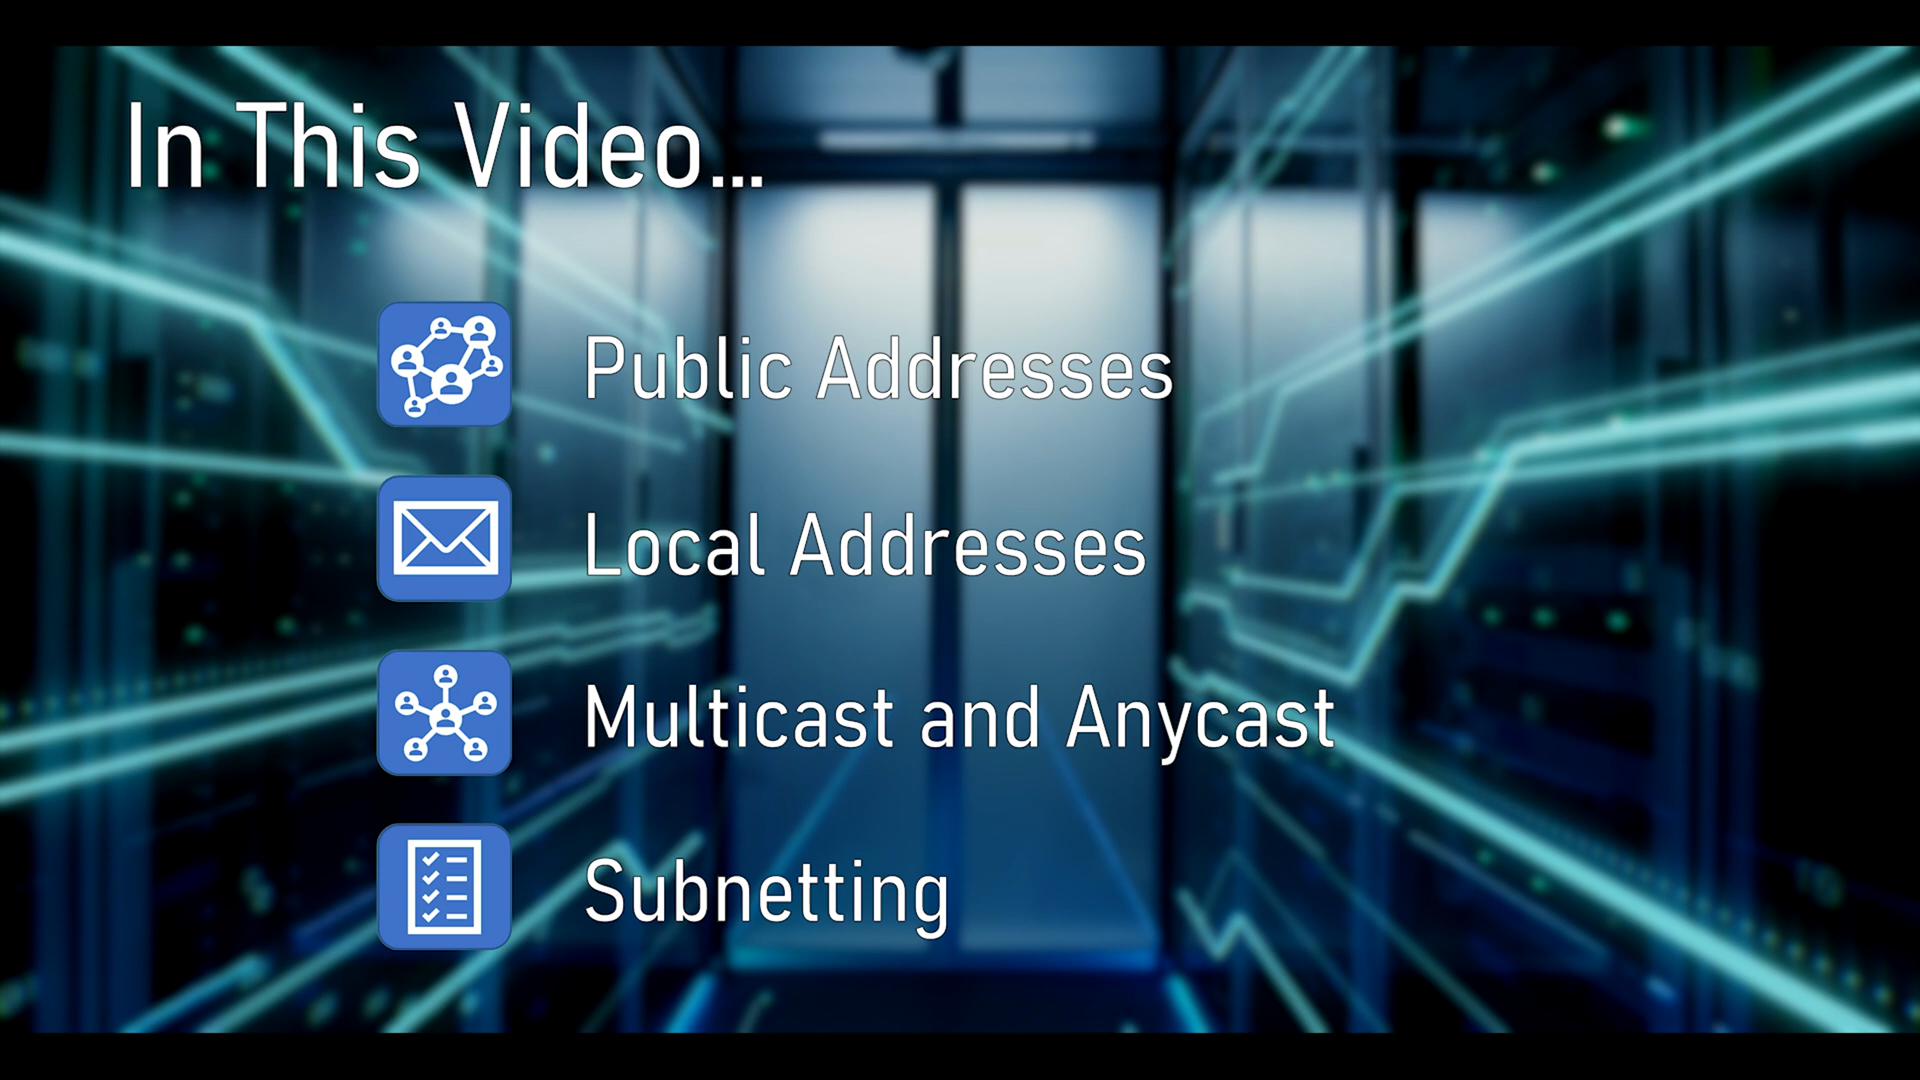 In This Video...
Public Addresses
Local Addresses
Multicast and Anycast
Subnetting